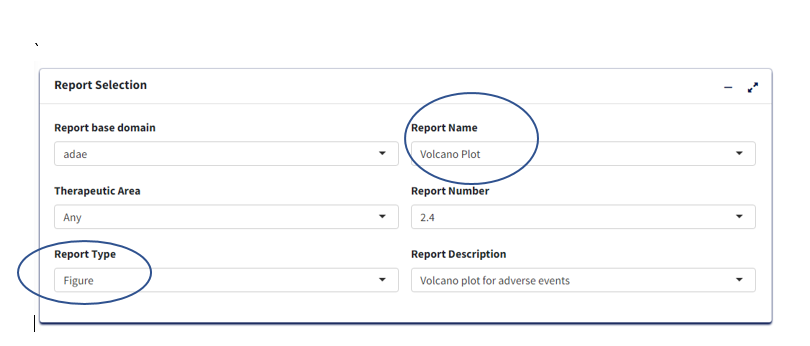 `
Report Selection
Report base domain
adae
Report Name
Volcano Plot
Therapeutic Area
Any
Report Number
2.4
Report Type
Figure
Report Description
Volcano plot for adverse events